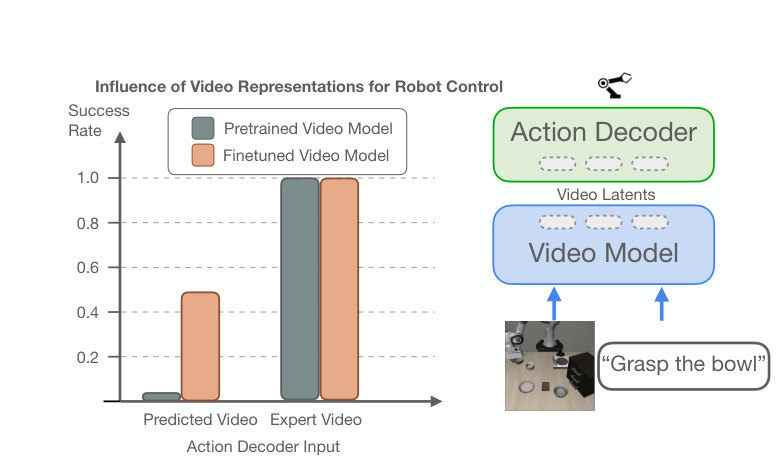 Influence of Video Representations for Robot Control
Success
Rate
Pretrained Video Model
Finetuned Video Model
1.0
0.8
0.6
0.4
0.2
Predicted Video
Expert Video
Action Decoder Input
Action Decoder
Video Latents
Video Model
“Grasp the bowl”